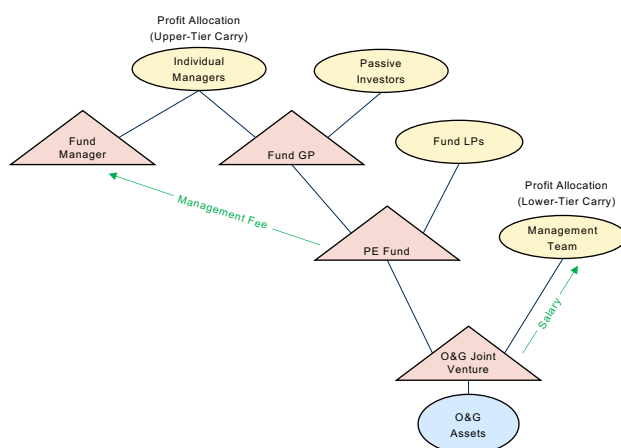 Profit Allocation
(Upper-Tier Carry)
Individual
Managers
Passive
Investors
Fund
Manager
Fund GP
Fund LPs
Management Fee
Profit Allocation
(Lower-Tier Carry)
Management
Team
PE Fund
Salary
O&G Joint
Venture
O&G
Assets